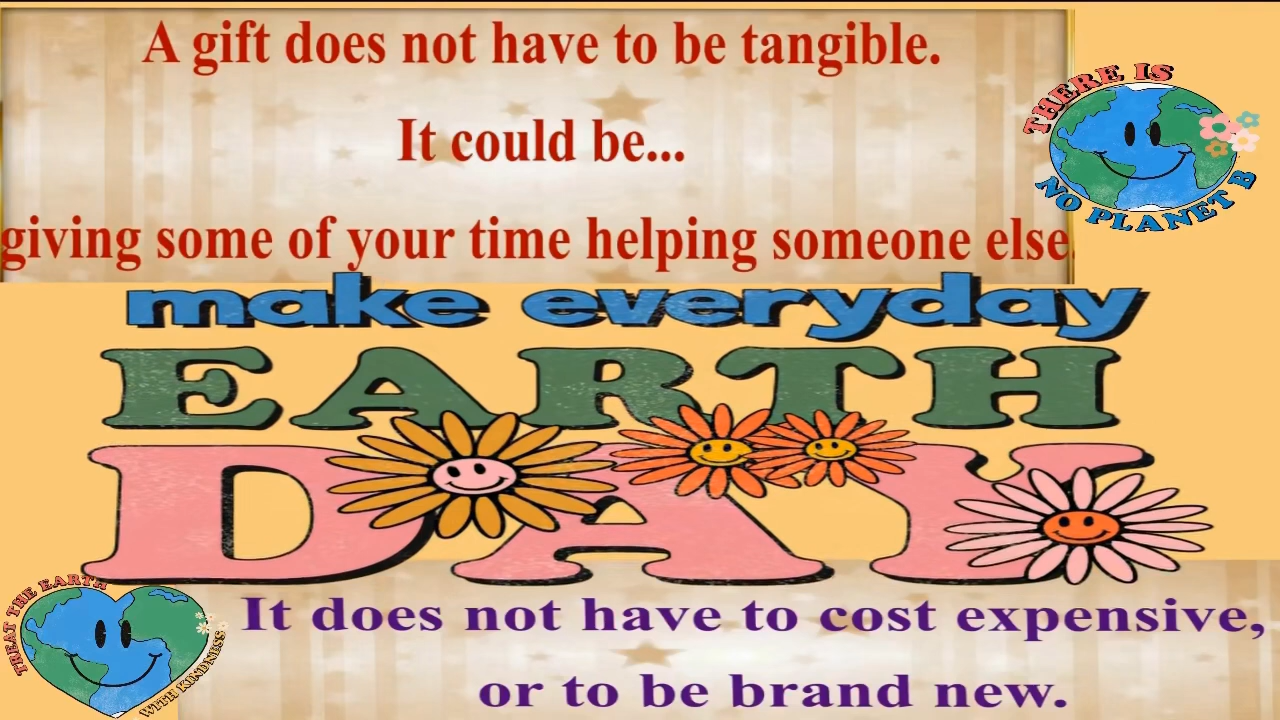 A gift does not have to be tangible.
THERE IS
NO PLANET B
It could be...
giving some of your time helping someone else.
make everyday
EARTH
DAY
TREAT THE EARTH
WITH KINDNESS
It does not have to cost expensive,
or to be brand new.